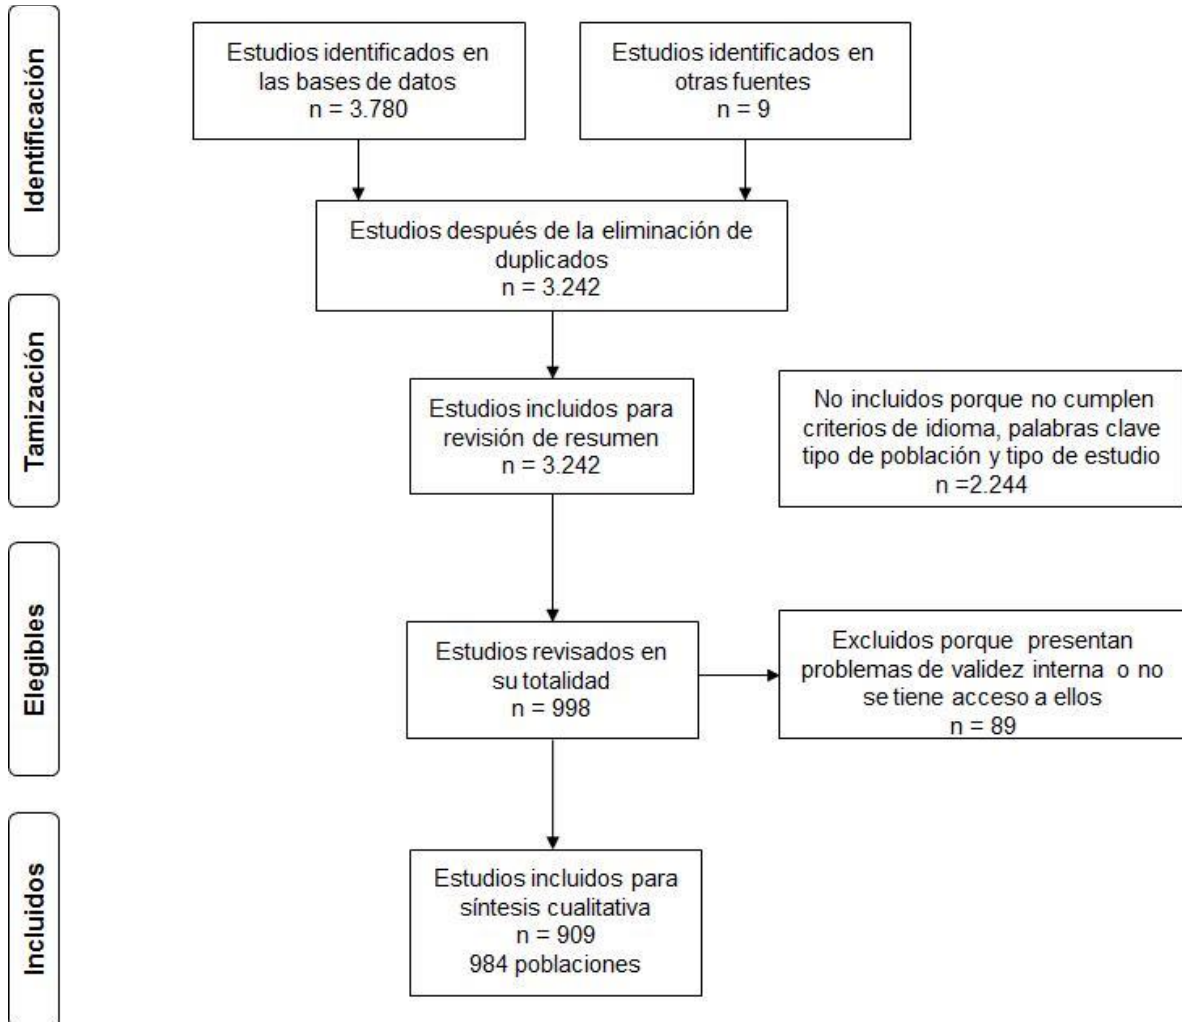 Identificación
Estudios identificados en
las bases de datos
n = 3.780
Estudios identificados en
otras fuentes
n = 9
Estudios después de la eliminación de
duplicados
n = 3.242
Tamización
Estudios incluidos para
revisión de resumen
n = 3.242
No incluidos porque no cumplen
criterios de idioma, palabras clave
tipo de población y tipo de estudio
n =2.244
Elegibles
Estudios revisados en
su totalidad
n = 998
Excluidos porque presentan
problemas de validez interna o no
se tiene acceso a ellos
n = 89
Incluidos
Estudios incluidos para
síntesis cualitativa
n = 909
984 poblaciones